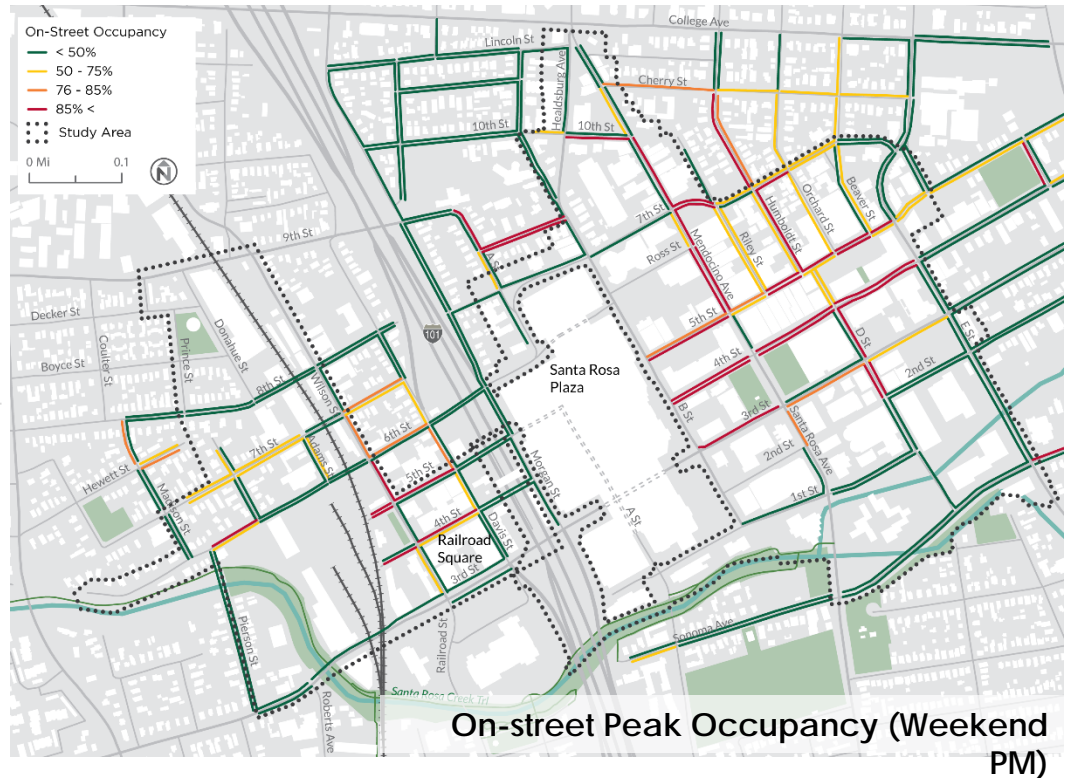 On-Street Occupancy
< 50%
50 - 75%
76 - 85%
85% <
Study Area
0 Mi
0.1
N
College Ave
Lincoln St
Healdsburg Ave
Cherry St
10th St
10th St
9th St
7th St
Ross St
Mendocino Ave
Riley St
Humboldt St
Orchard St
Beaver St
Decker St
Coulter St
Prince St
Donahue St
Boyce St
8th St
Wilson St
101
Santa Rosa
Plaza
5th St
4th St
B St
D St
E St
3rd St
2nd St
2nd St
Santa Rosa Ave
1st St
Hewett St
7th St
Adams St
6th St
5th St
Madison St
Morgan St
A St
4th St
Railroad
Square
Davis St
3rd St
Pierson St
Railroad St
Roberts Ave
Sonoma Ave
Santa Rosa Creek Trl
On-street Peak Occupancy (Weekend
PM)